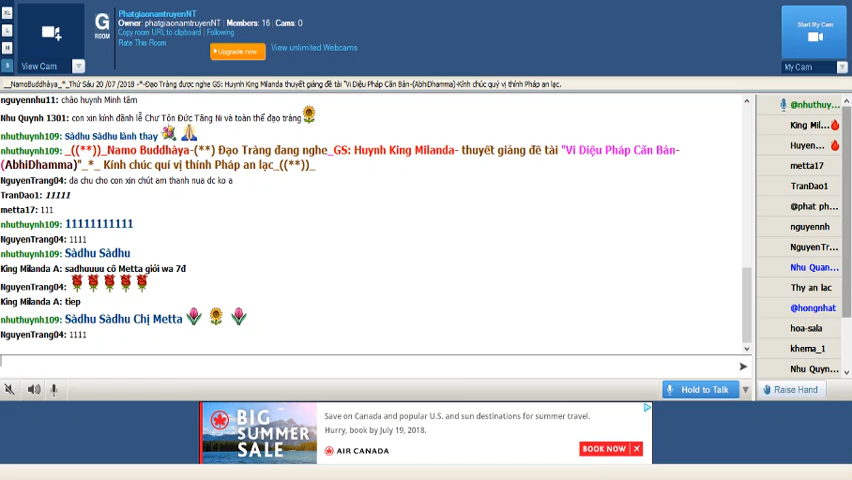 XL
L
M
S
View Cam
G
ROOM
PhatgiaonamtruyenNT
Owner: phatgiaonamtruyenNT | Members: 16 | Cams: 0
Copy room URL to clipboard | Following
Rate This Room
Upgrade now
View unlimited Webcams
Start My Cam
My Cam
__NamoBuddhàya_*_Thứ Sáu 20 /07 /2018 -*-Đạo Tràng được nghe GS: Huynh King Milanda thuyết giảng đề tài "Vi Diệu Pháp Căn Bản-(AbhiDhamma)-Kính chúc quý vị thính Pháp an lạc.
nguyennhu11: chào huynh Minh tâm
Nhu Quynh 1301: con xin kính đãnh lễ Chư Tôn Đức Tăng Ni và toàn thể đạo tràng
nhuthuynh109: Sàdhu Sàdhu lành thay
nhuthuynh109: _((**))_Namo Buddhàya-(**) Đạo Tràng đang nghe_GS: Huynh King Milanda- thuyết giảng đề tài "Vi Diệu Pháp Căn Bản-
(AbhiDhamma)"_*_ Kính chúc quí vị thính Pháp an lạc_((**))_
NguyenTrang04: da chu cho con xin chút am thanh nua dc ko a
TranDao1: 11111
metta17: 111
nhuthuynh109: 11111111111
NguyenTrang04: 1111
nhuthuynh109: Sàdhu Sàdhu
King Milanda A: sadhuuuu cô Metta giỏi wa 7đ
King Milanda A:
King Milanda A: tiep
nhuthuynh109: Sàdhu Sàdhu Chị Metta
NguyenTrang04: 1111
@nhuthuy...
King Mil...
Huyen...
metta17
TranDao1
@phat ph...
nguyennh
NguyenTr...
Nhu Quan...
Thy an lac
@hongnhat
hoa-sala
khema_1
Nhu Quyn...
Hold to Talk
Raise Hand
BIG
SUMMER
SALE
Save on Canada and popular U.S. and sun destinations for summer travel.
Hurry, book by July 19, 2018.
AIR CANADA
BOOK NOW